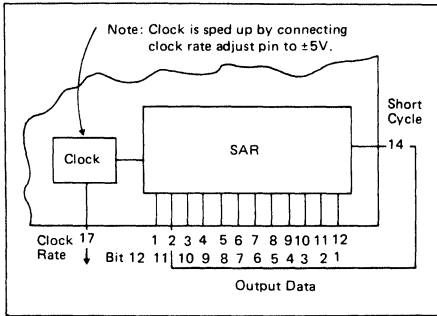 Note: Clock is sped up by connecting
clock rate adjust pin to ±5V.
Short
Cycle
14
Clock
SAR
Clock 17 1 2 3 4 5 6 7 8 9 10 11 12
Rate Bit 12 11 10 9 8 7 6 5 4 3 2 1
Output Data